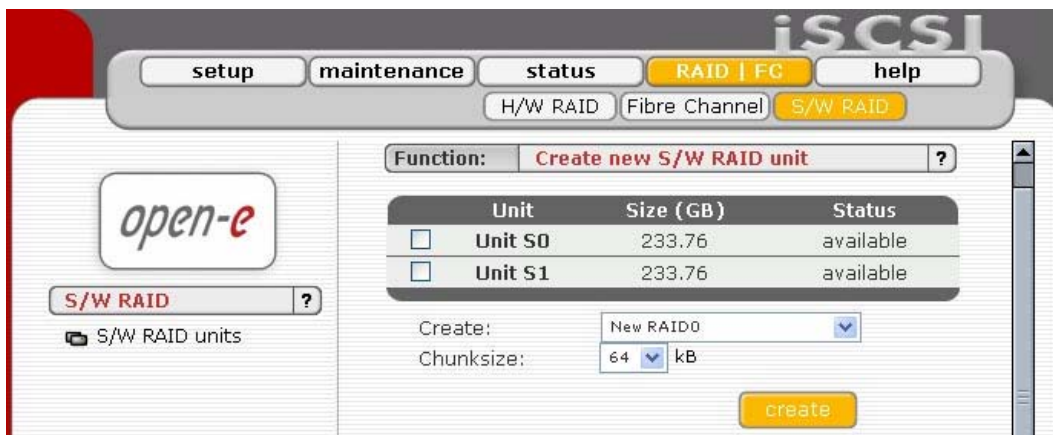 iSCSI
setup maintenance status RAID | FC help
H/W RAID Fibre Channel S/W RAID
open-e
S/W RAID ?
S/W RAID units
Function: Create new S/W RAID unit ?
Unit Size (GB) Status
Unit S0 233.76 available
Unit S1 233.76 available
Create: New RAID0
Chunksize: 64 kB
create